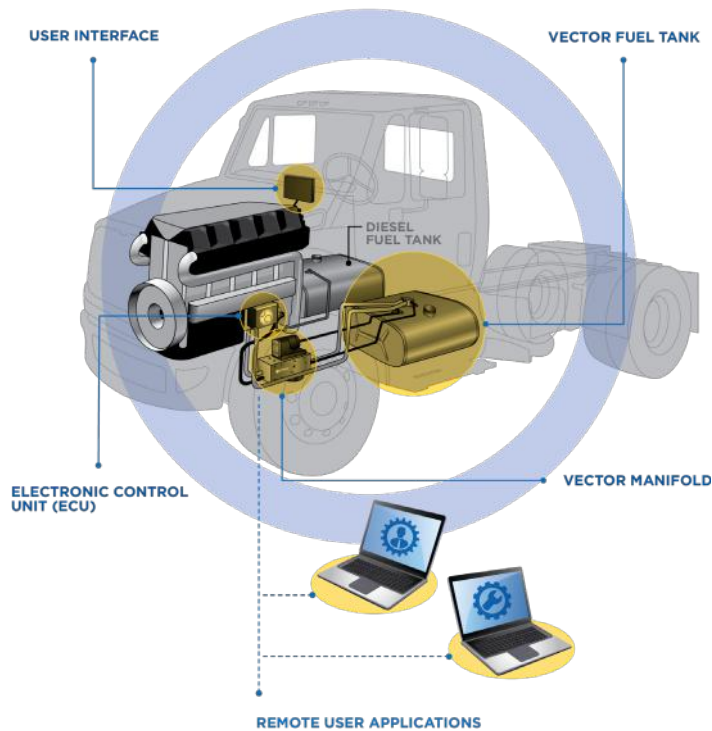 USER INTERFACE
VECTOR FUEL TANK
DIESEL
FUEL TANK
ELECTRONIC CONTROL
UNIT (ECU)
VECTOR MANIFOLD
REMOTE USER APPLICATIONS